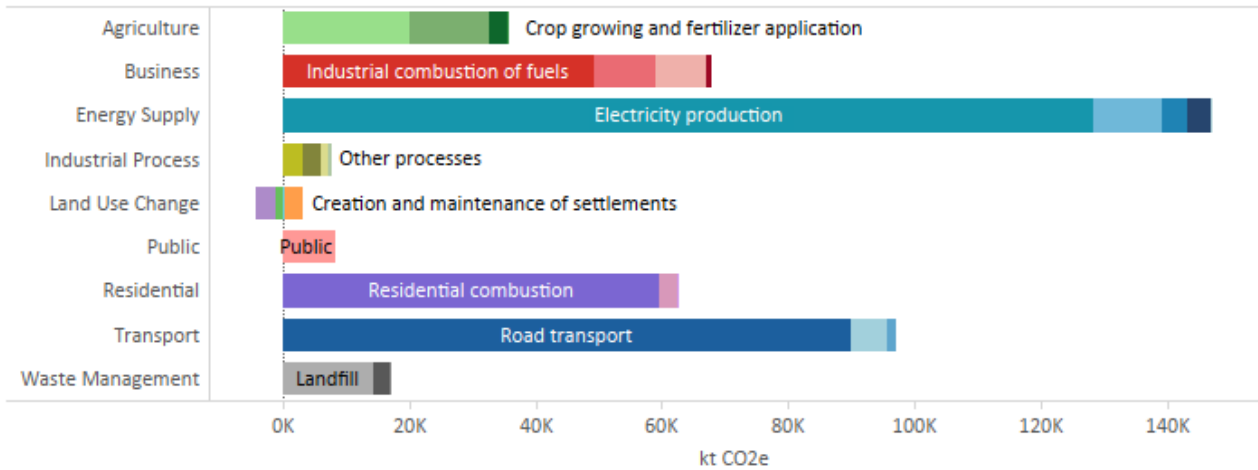 Agriculture
Crop growing and fertilizer application
Business
Industrial combustion of fuels
Energy Supply
Electricity production
Industrial Process
Other processes
Land Use Change
Creation and maintenance of settlements
Public
Public
Residential
Residential combustion
Transport
Road transport
Waste Management
Landfill
0K 20K 40K 60K 80K 100K 120K 140K
kt CO2e